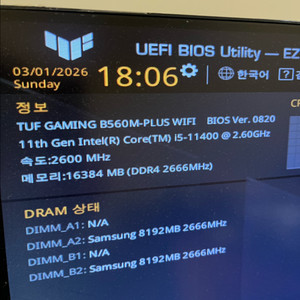 UEFI BIOS Utility — EZ
03/01/2026
Sunday
18:06
한국어
정보
TUF GAMING B560M-PLUS WIFI BIOS Ver. 0820
11th Gen Intel(R) Core(TM) i5-11400 @ 2.60GHz
속도:2600 MHz
메모리:16384 MB (DDR4 2666MHz)
DRAM 상태
DIMM_A1: N/A
DIMM_A2: Samsung 8192MB 2666MHz
DIMM_B1: N/A
DIMM_B2: Samsung 8192MB 2666MHz